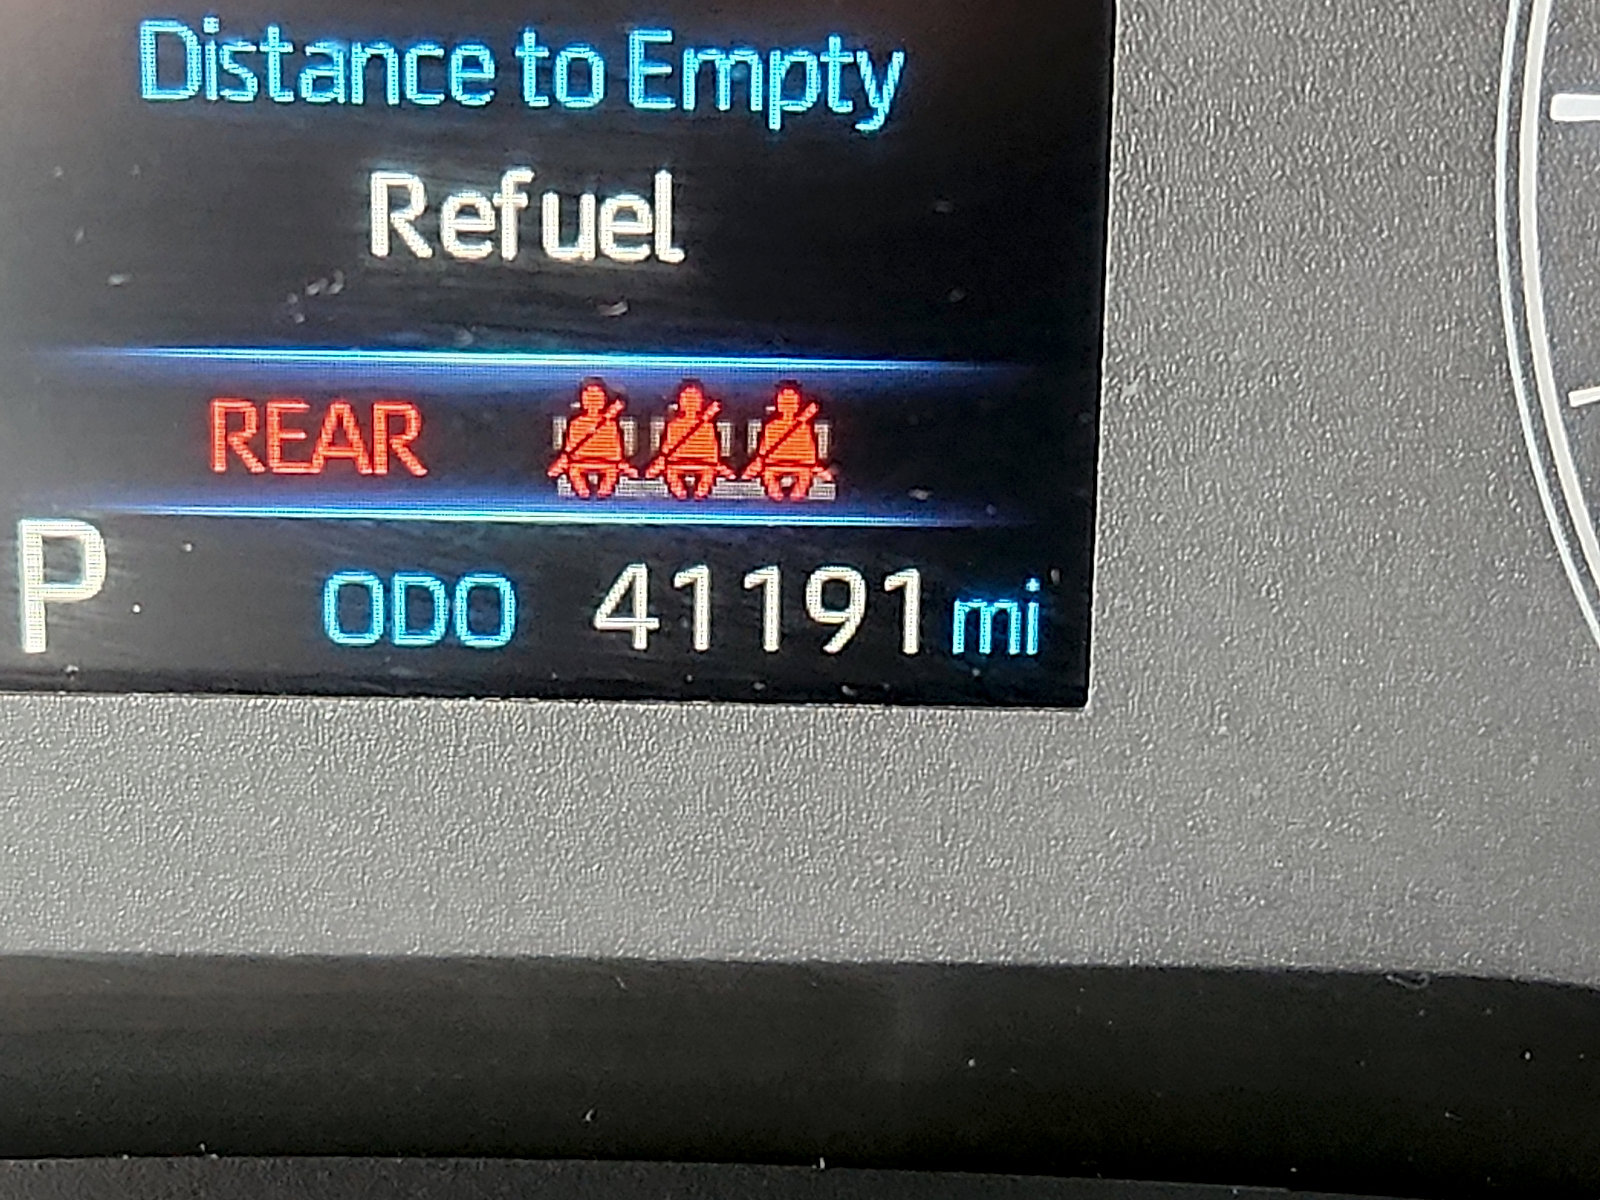 Distance to Empty
Refuel
REAR
P ODO 41191 mi